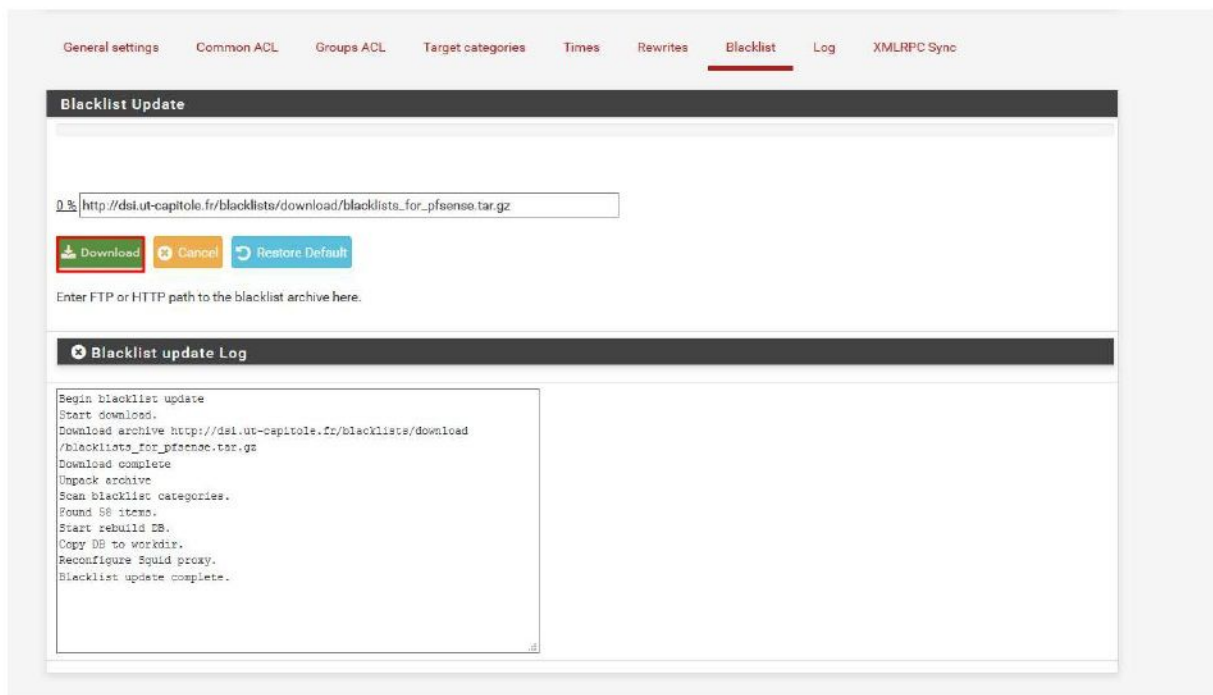 General settings Common ACL Groups ACL Target categories Times Rewrites Blacklist Log XMLRPC Sync
Blacklist Update
0 % http://dsi.ut-capitole.fr/blacklists/download/blacklists_for_pfsense.tar.gz
Download Cancel Restore Default
Enter FTP or HTTP path to the blacklist archive here.
Blacklist update Log
Begin blacklist update
Start download.
Download archive http://dsi.ut-capitole.fr/blacklists/download
/blacklists_for_pfsense.tar.gz
Download complete
Unpack archive
Scan blacklist categories.
Found 58 items.
Start rebuild DB.
Copy DB to workdir.
Reconfigure Squid proxy.
Blacklist update complete.